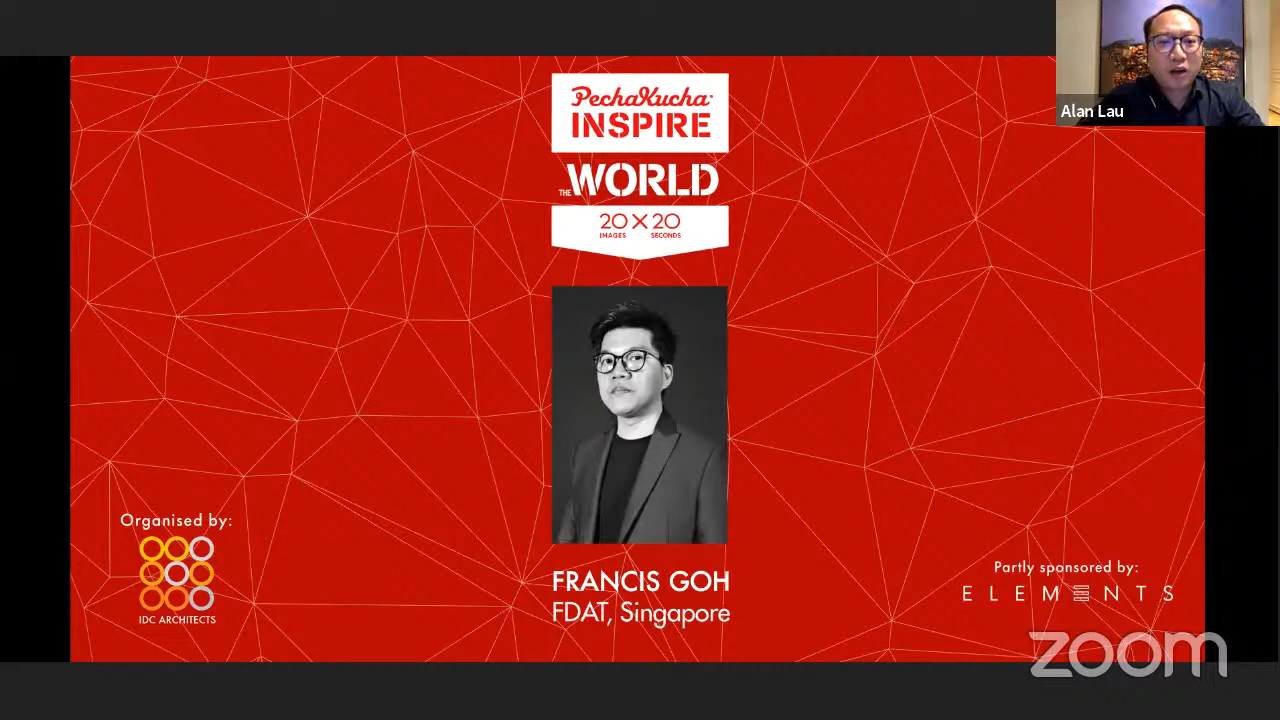 PechaKucha
INSPIRE
THE WORLD
20 X 20
IMAGES SECONDS
Alan Lau
FRANCIS GOH
FDAT, Singapore
Organised by:
IDC ARCHITECTS
Partly sponsored by:
ELEMENTS
zoom